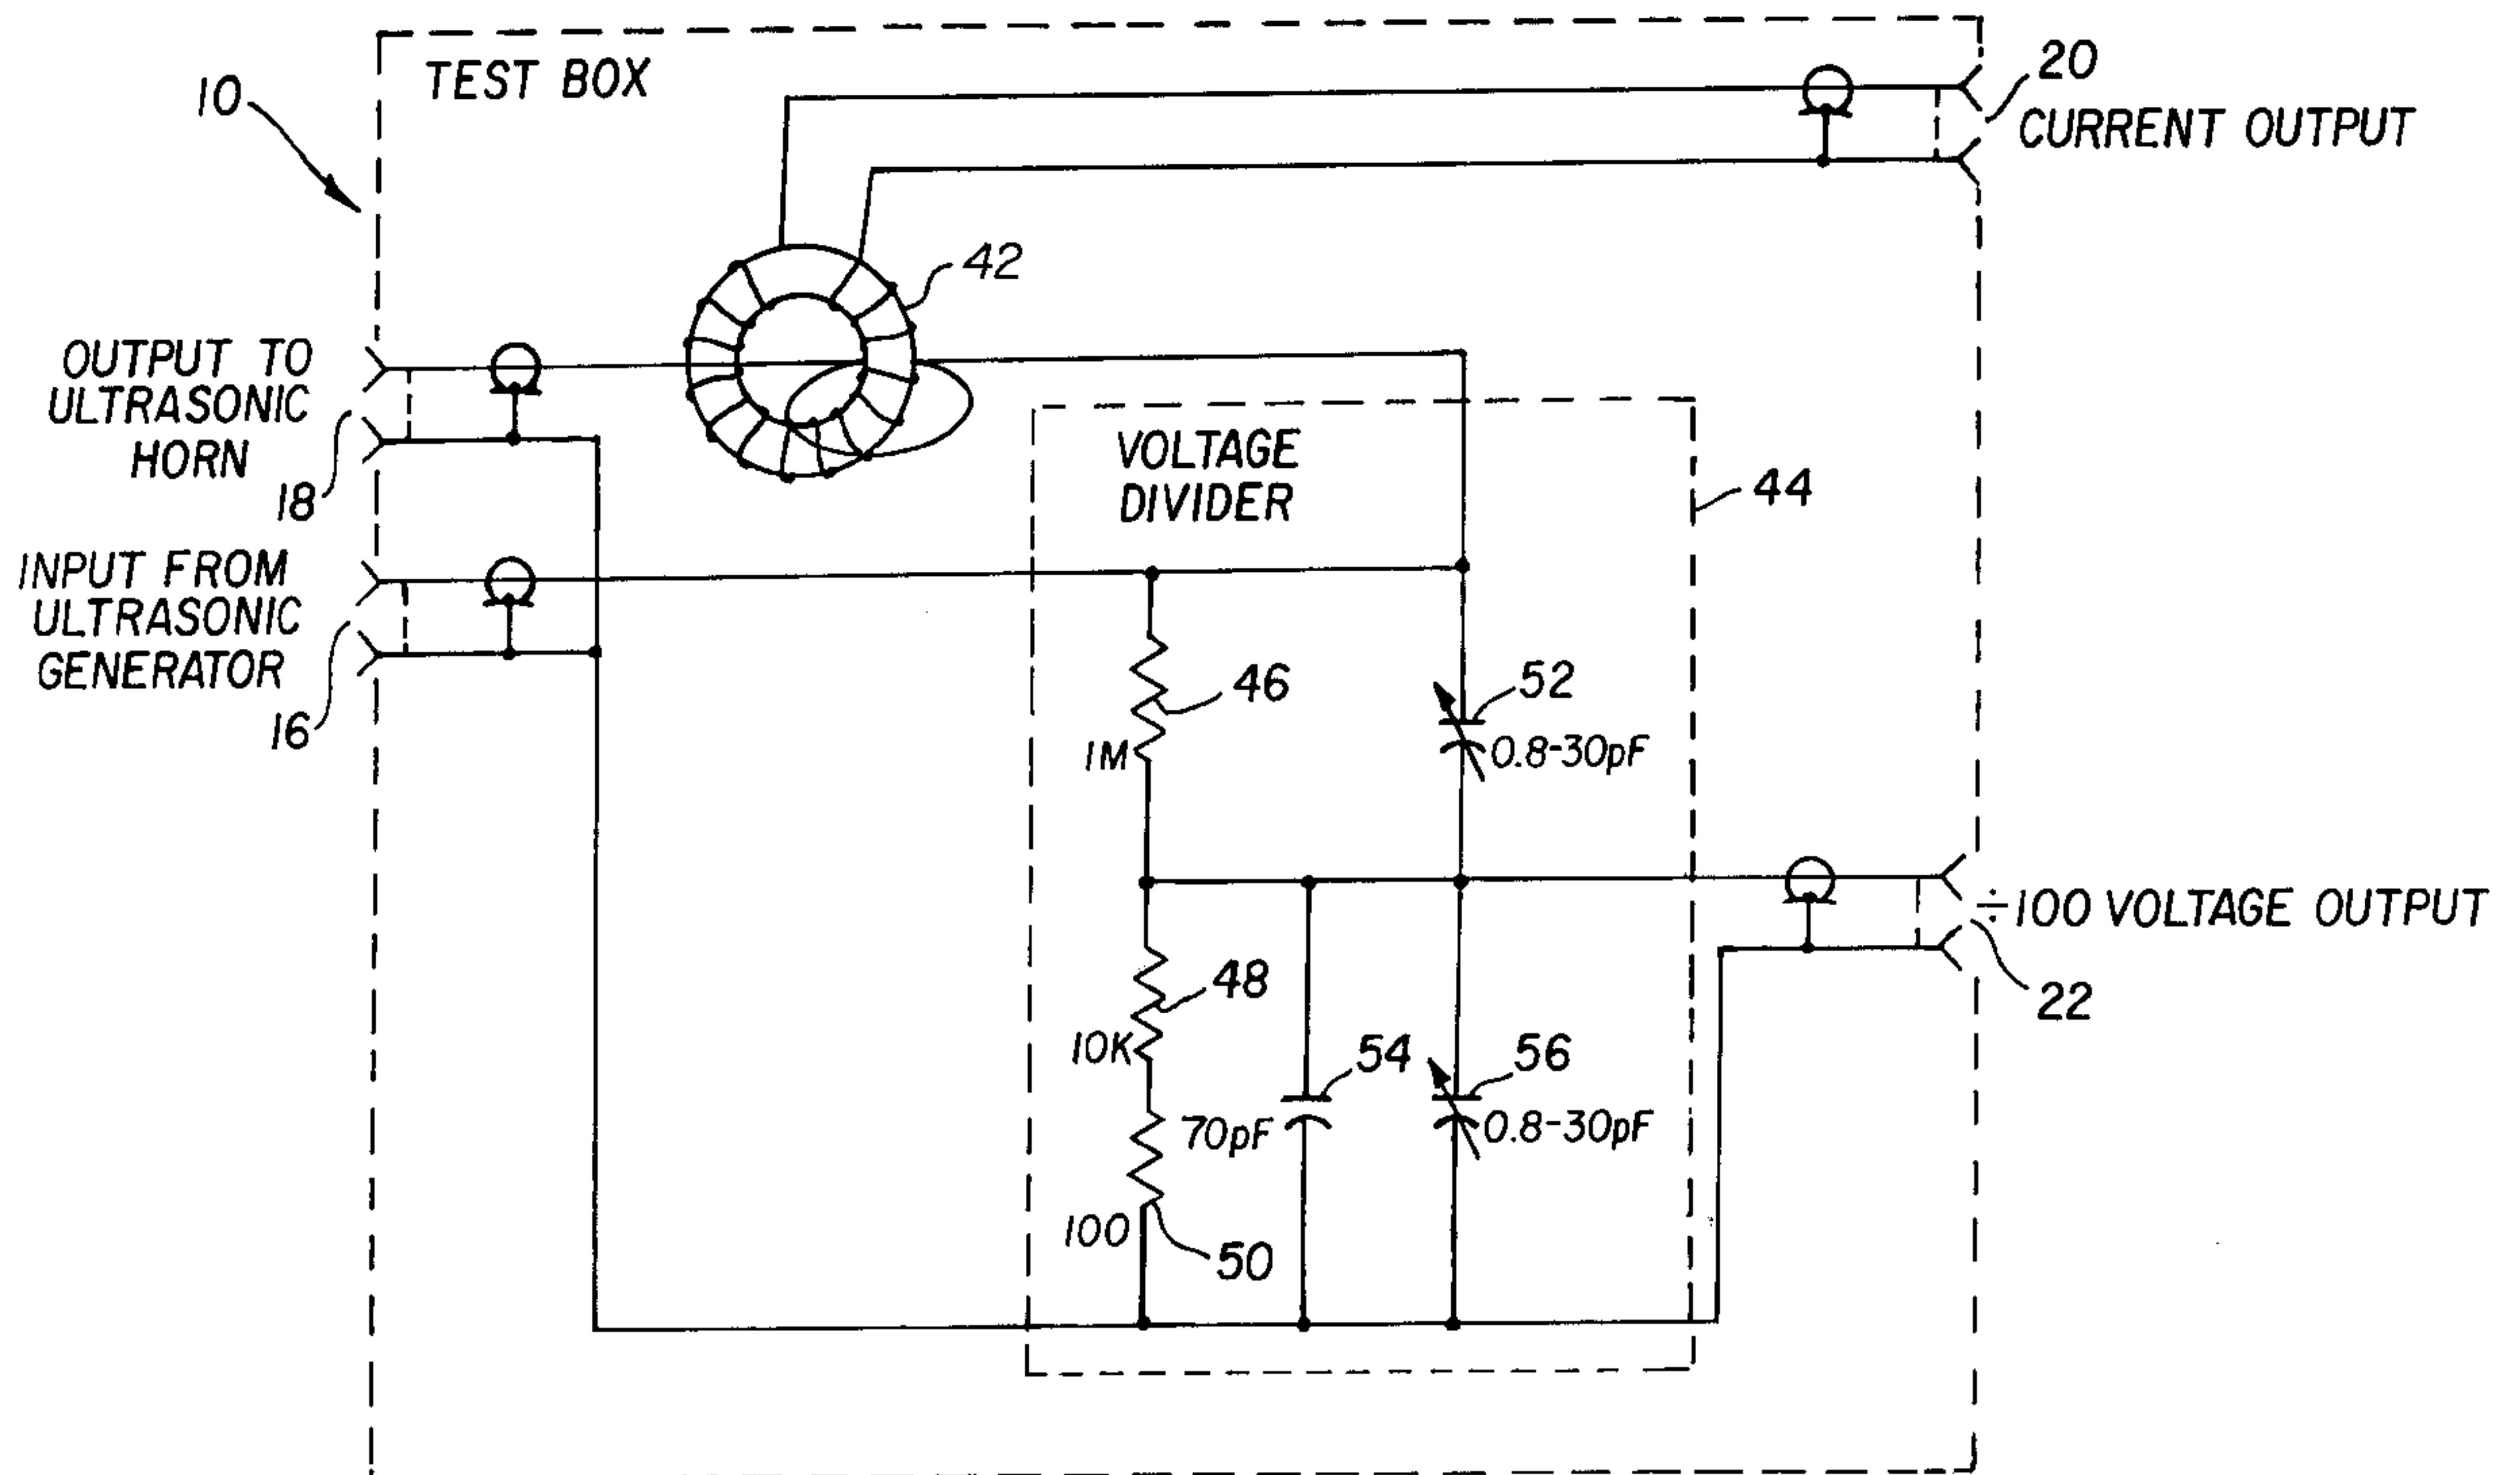 TEST BOX
10
20
CURRENT OUTPUT
42
OUTPUT TO
ULTRASONIC
HORN
18
VOLTAGE
DIVIDER
44
INPUT FROM
ULTRASONIC
GENERATOR
16
46
1M
52
0.8-30pF
÷100 VOLTAGE OUTPUT
22
48
10K
54
70pF
56
0.8-30pF
100
50